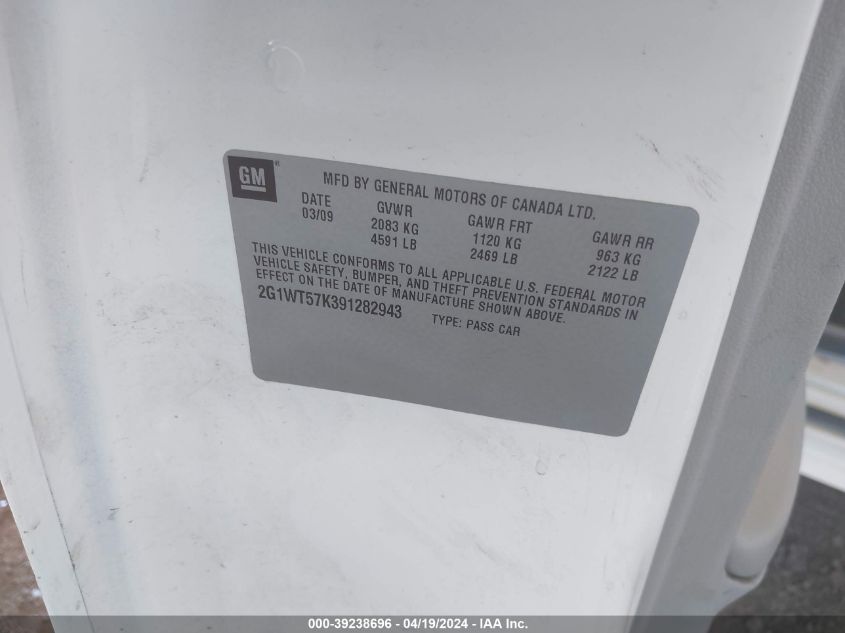 GM
MFD BY GENERAL MOTORS OF CANADA LTD.
DATE GVWR GAWR FRT GAWR RR
03/09 2083 KG 1120 KG 963 KG
4591 LB 2469 LB 2122 LB
THIS VEHICLE CONFORMS TO ALL APPLICABLE U.S. FEDERAL MOTOR
VEHICLE SAFETY, BUMPER, AND THEFT PREVENTION STANDARDS IN
EFFECT ON THE DATE OF MANUFACTURE SHOWN ABOVE.
2G1WT57K391282943 TYPE: PASS CAR
000-39238696 - 04/19/2024 - IAA Inc.